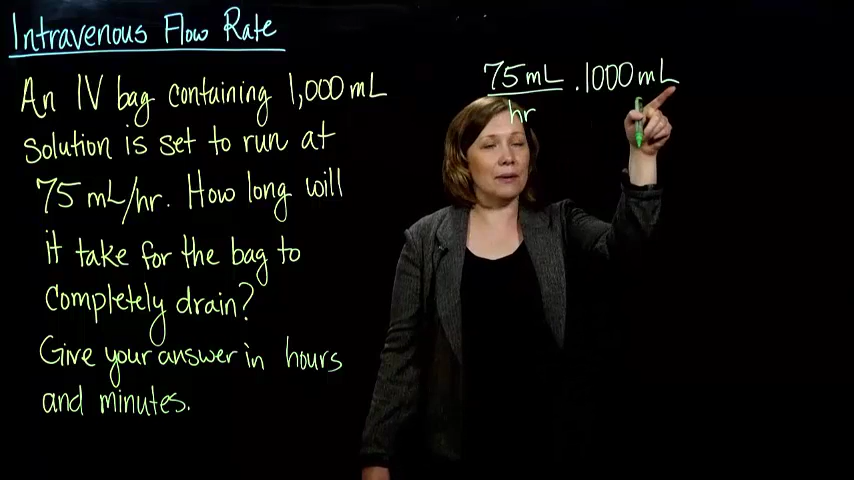 Intravenous Flow Rate
An IV bag containing 1,000 mL
solution is set to run at
75 mL/hr. How long will
it take for the bag to
completely drain?
Give your answer in hours
and minutes.
75 mL . 1000 mL
hr